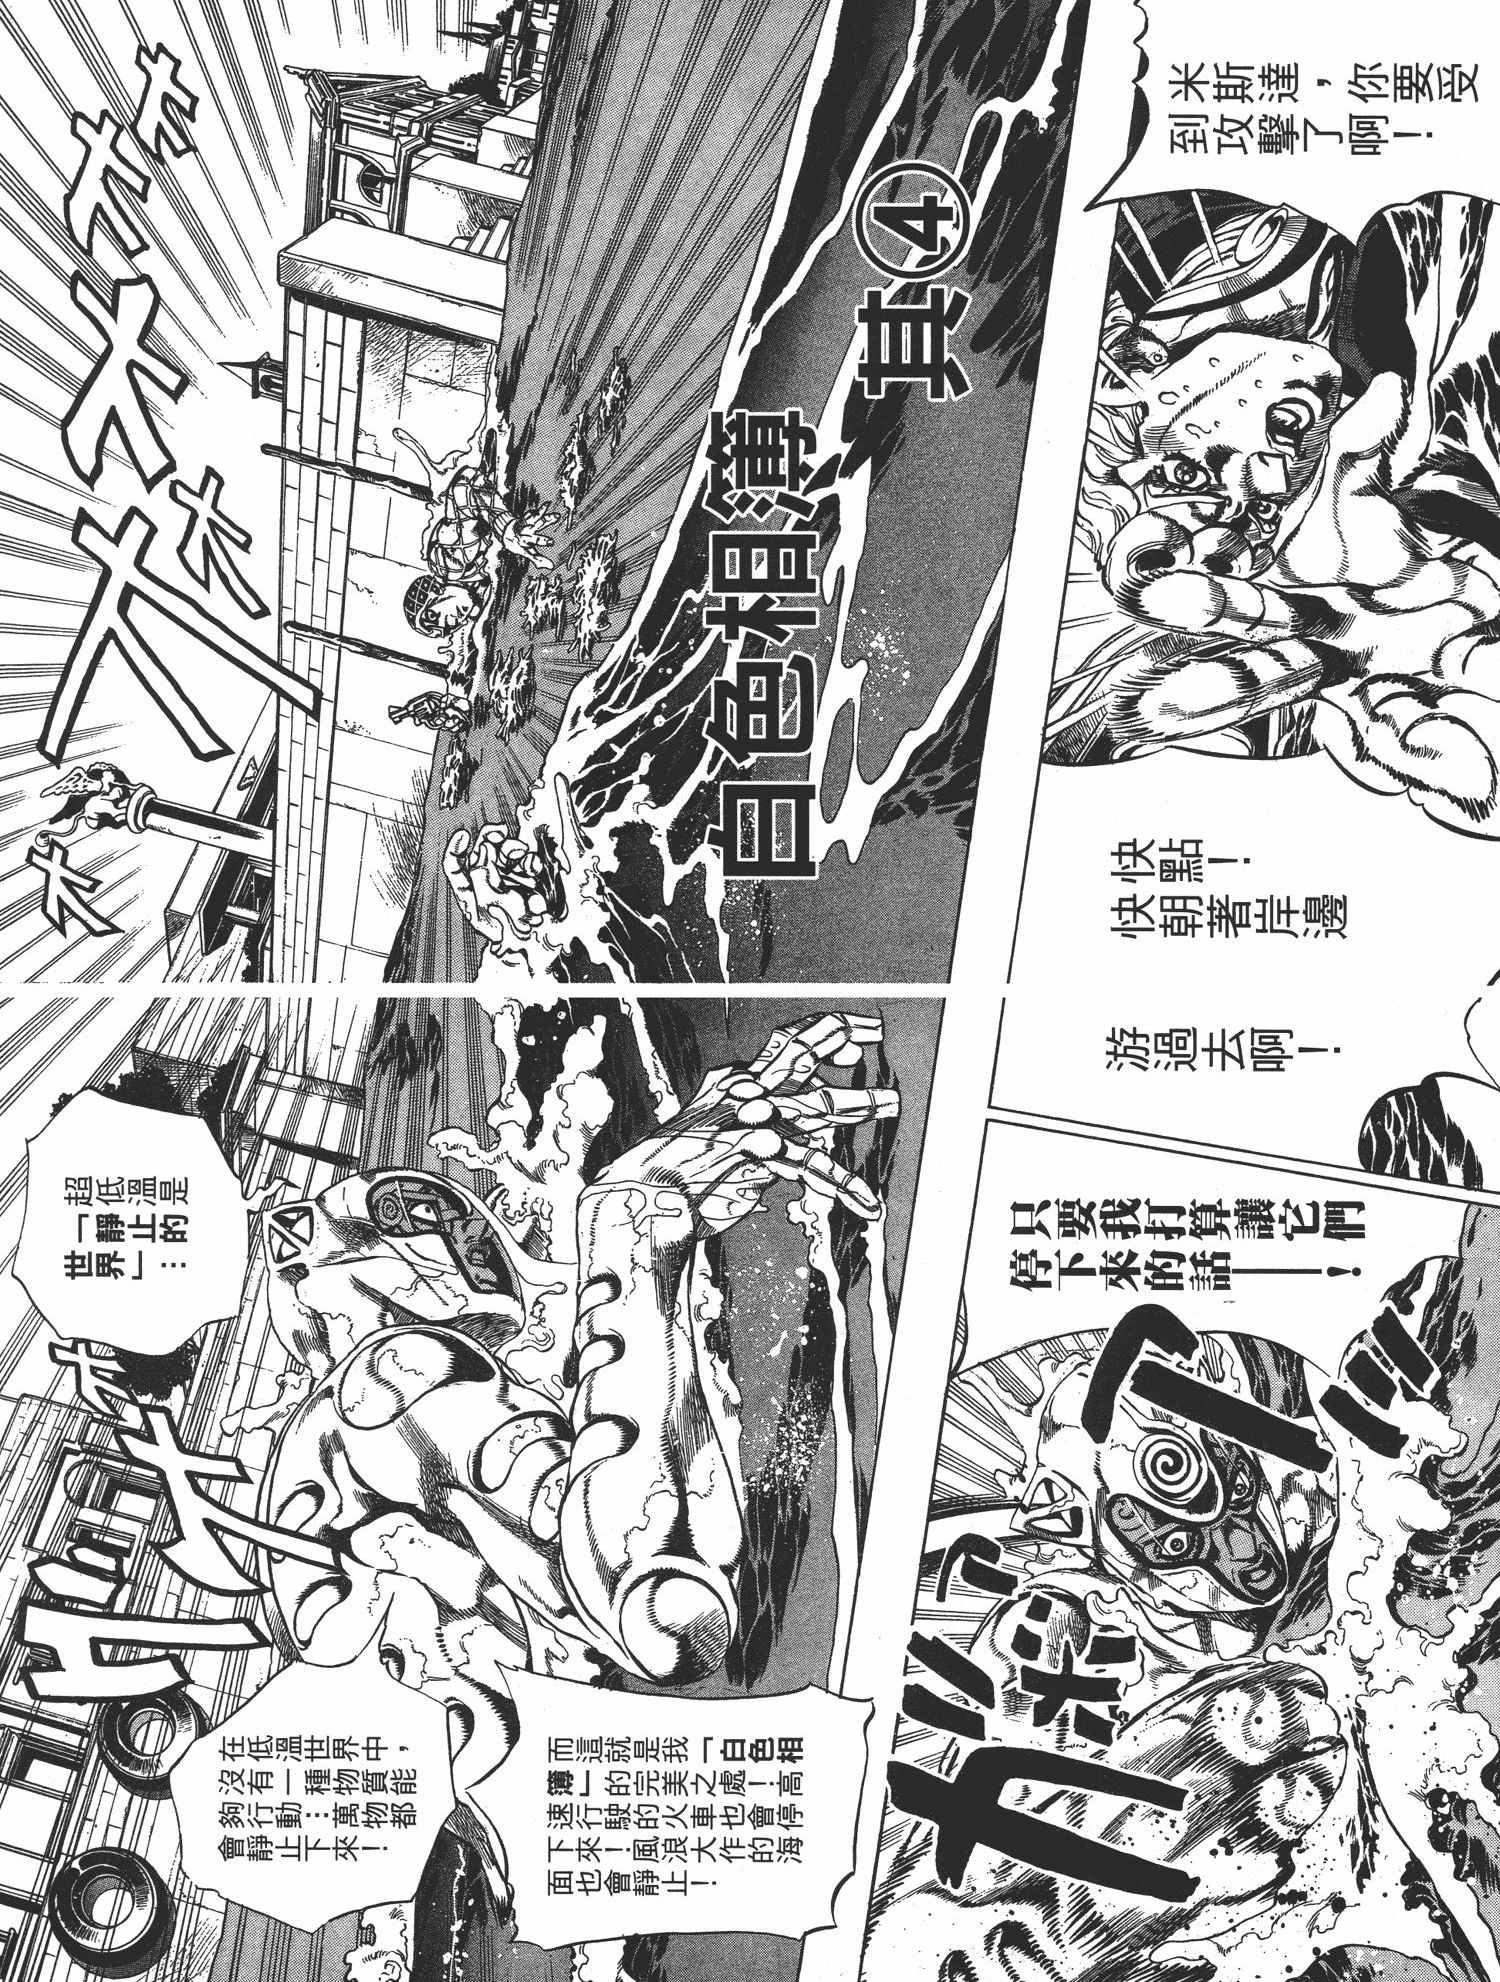 白色相簿 其④
超低溫是
「靜止的
世界」…
在低溫世界中，
沒有一種物質能
夠行動…萬物都
會靜止下來！
而這就是我「白色相
簿」的完美之處！高
速行駛的火車也會停
下來！風浪大作的海
面也會靜止！
米斯達，你要受
到攻擊了啊！
快點！
快朝著岸邊
游過去啊！
只要我打算讓它們
停下來的話——！